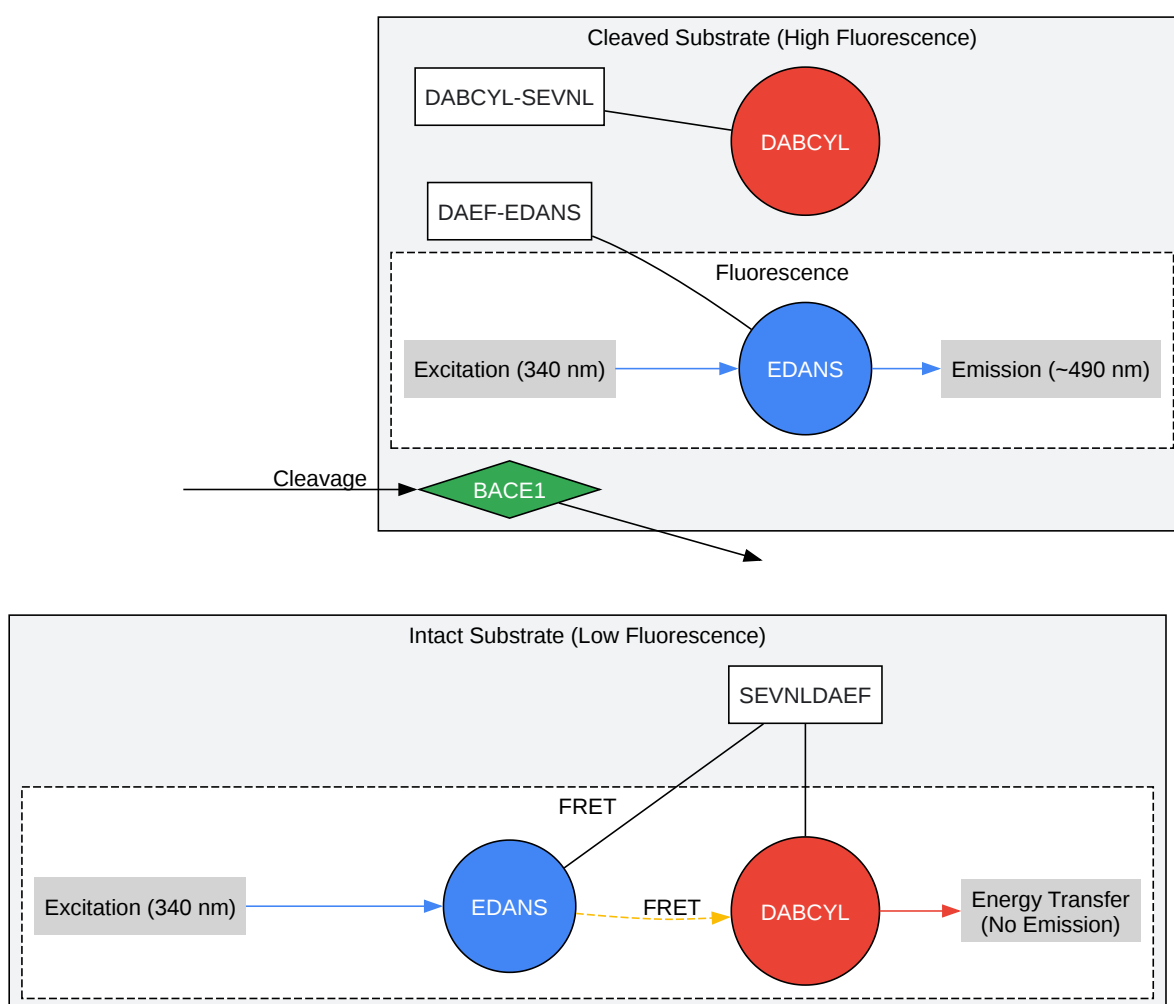 Cleaved Substrate (High Fluorescence)
DABCYL-SEVNL
DABCYL
DAEF-EDANS
Fluorescence
Excitation (340 nm)
EDANS
Emission (~490 nm)
Cleavage
BACE1
Intact Substrate (Low Fluorescence)
SEVNLDAEF
FRET
Excitation (340 nm)
EDANS
FRET
DABCYL
Energy Transfer
(No Emission)